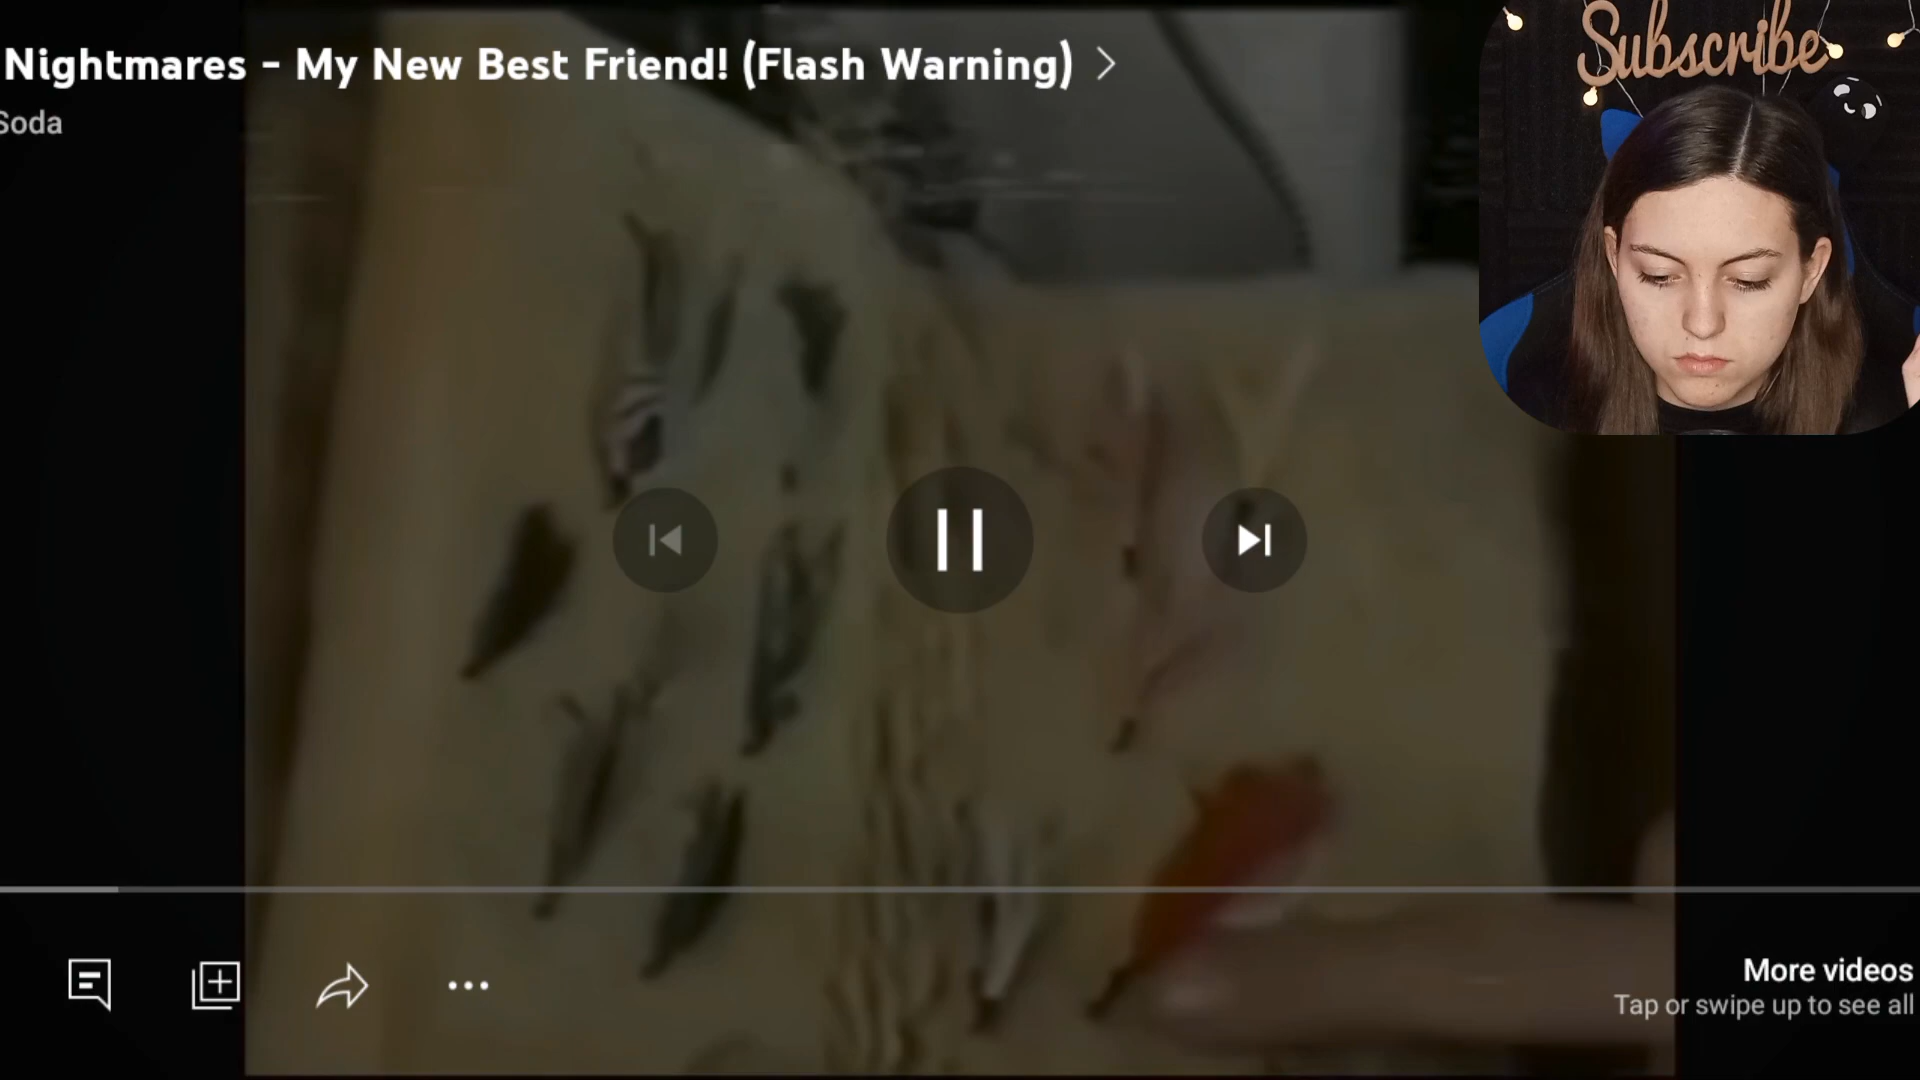 Nightmares - My New Best Friend! (Flash Warning)
Soda
Subscribe
More videos
Tap or swipe up to see all